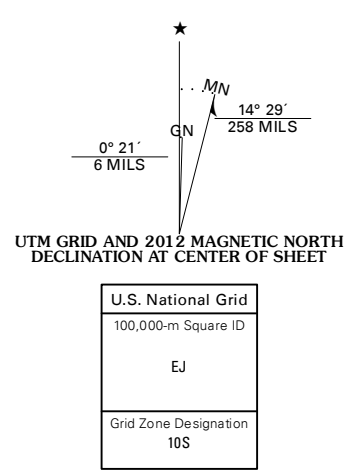 ★
MN
14° 29´
258 MILS
GN
0° 21´
6 MILS
UTM GRID AND 2012 MAGNETIC NORTH
DECLINATION AT CENTER OF SHEET
U.S. National Grid
100,000-m Square ID
EJ
Grid Zone Designation
10S